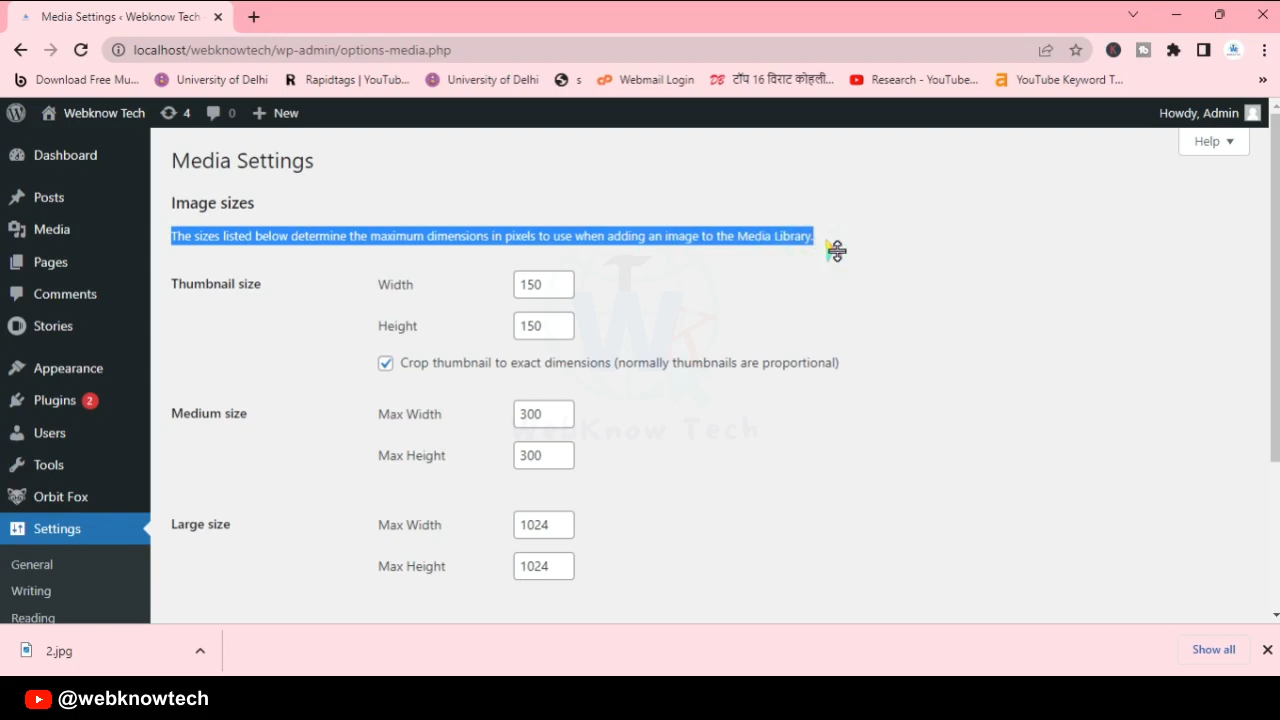 Media Settings ‹ Webknow Tech
localhost/webknowtech/wp-admin/options-media.php
Download Free Mu...
University of Delhi
Rapidtags | YouTub...
University of Delhi
s
Webmail Login
टॉप 16 विराट कोहली...
Research - YouTube...
YouTube Keyword T...
»
Webknow Tech
4
0
New
Howdy, Admin
Help
Dashboard
Posts
Media
Pages
Comments
Stories
Appearance
Plugins 2
Users
Tools
Orbit Fox
Settings
General
Writing
Reading
Media Settings
Image sizes
The sizes listed below determine the maximum dimensions in pixels to use when adding an image to the Media Library.
Thumbnail size
Width 150
Height 150
Crop thumbnail to exact dimensions (normally thumbnails are proportional)
Medium size
Max Width 300
WebKnow Tech
Max Height 300
Large size
Max Width 1024
Max Height 1024
2.jpg
Show all
@webknowtech